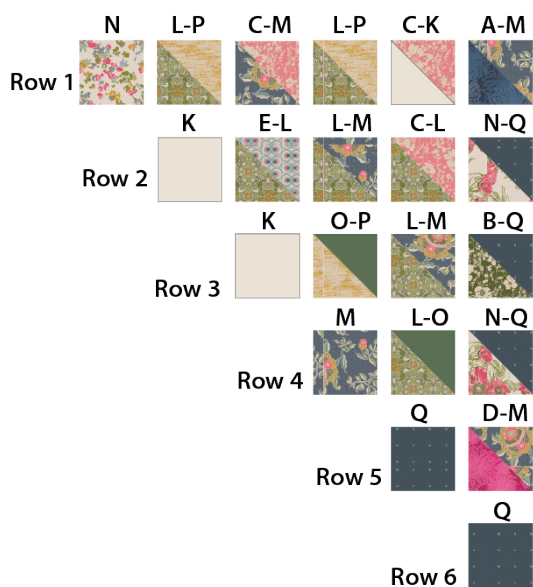 N L-P C-M L-P C-K A-M
Row 1
K E-L L-M C-L N-Q
Row 2
K O-P L-M B-Q
Row 3
M L-O N-Q
Row 4
Q D-M
Row 5
Q
Row 6